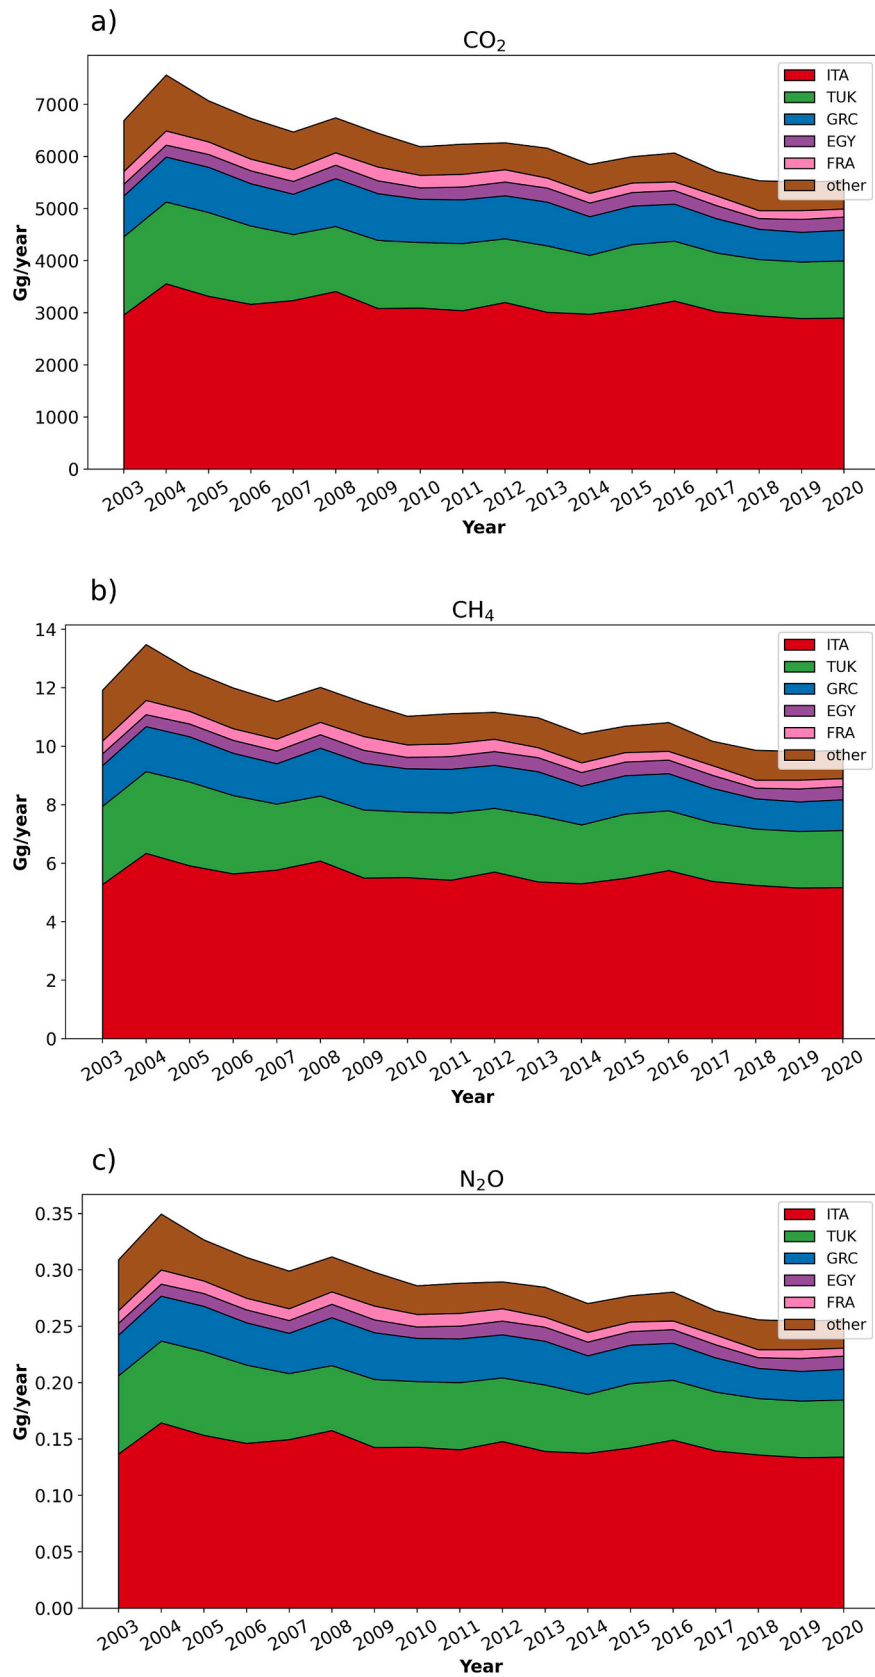 a)
CO₂
7000
6000
5000
4000
3000
2000
1000
0
Gg/year
ITA
TUK
GRC
EGY
FRA
other
2003 2004 2005 2006 2007 2008 2009 2010 2011 2012 2013 2014 2015 2016 2017 2018 2019 2020
Year
b)
CH₄
14
12
10
8
6
4
2
0
Gg/year
ITA
TUK
GRC
EGY
FRA
other
2003 2004 2005 2006 2007 2008 2009 2010 2011 2012 2013 2014 2015 2016 2017 2018 2019 2020
Year
c)
N₂O
0.35
0.30
0.25
0.20
0.15
0.10
0.05
0.00
Gg/year
ITA
TUK
GRC
EGY
FRA
other
2003 2004 2005 2006 2007 2008 2009 2010 2011 2012 2013 2014 2015 2016 2017 2018 2019 2020
Year